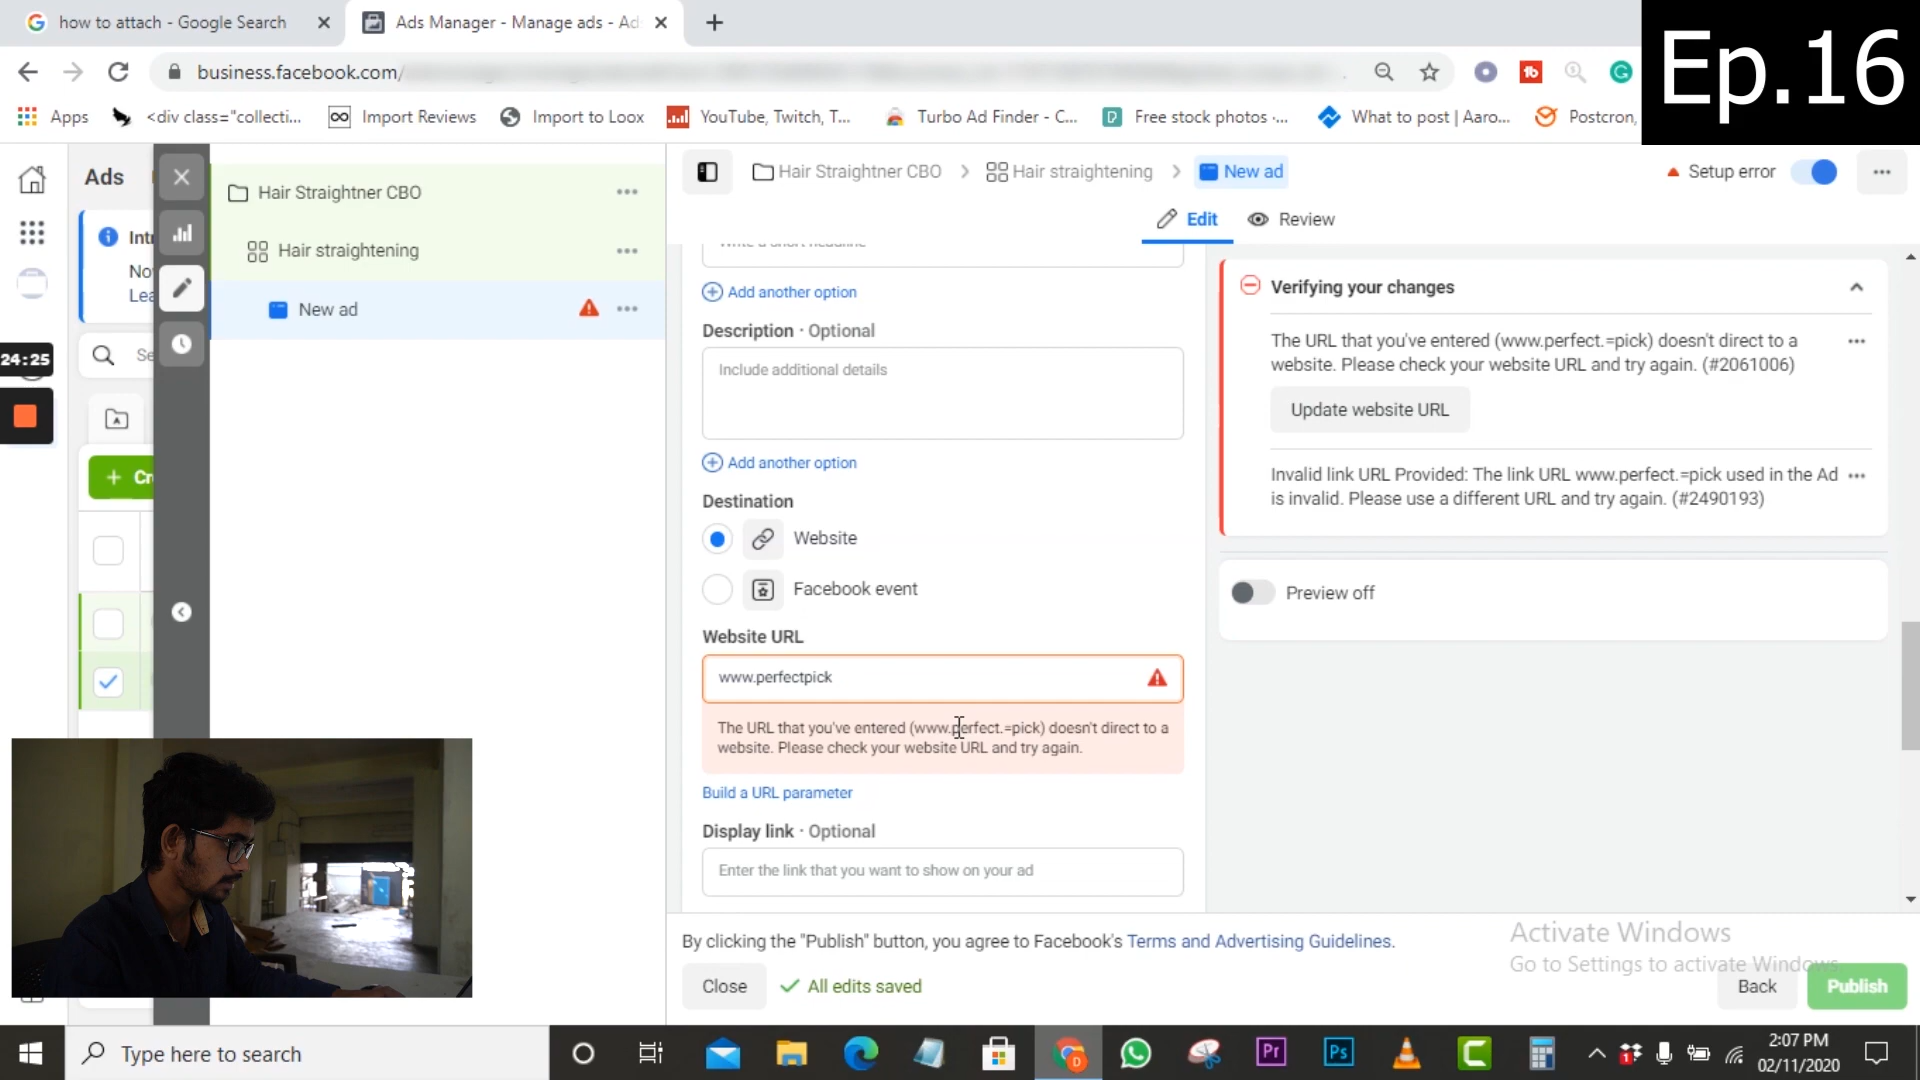 how to attach - Google Search
Ads Manager - Manage ads - Ad
Ep.16
business.facebook.com/
Apps
<div class="collecti...
Import Reviews
Import to Loox
YouTube, Twitch, T...
Turbo Ad Finder - C...
Free stock photos ·...
What to post | Aaro...
Postcron,
Ads
Hair Straightner CBO
Hair straightening
New ad
Hair Straightner CBO
Hair straightening
New ad
Setup error
Edit
Review
24:25
Write a short headline
Add another option
Description · Optional
Include additional details
Add another option
Destination
Website
Facebook event
Website URL
www.perfectpick
The URL that you've entered (www.perfect.=pick) doesn't direct to a
website. Please check your website URL and try again.
Build a URL parameter
Display link · Optional
Enter the link that you want to show on your ad
Verifying your changes
The URL that you've entered (www.perfect.=pick) doesn't direct to a
website. Please check your website URL and try again. (#2061006)
Update website URL
Invalid link URL Provided: The link URL www.perfect.=pick used in the Ad
is invalid. Please use a different URL and try again. (#2490193)
Preview off
By clicking the "Publish" button, you agree to Facebook's Terms and Advertising Guidelines.
Close
All edits saved
Activate Windows
Go to Settings to activate Windows.
Back
Publish
Type here to search
Pr
Ps
2:07 PM
02/11/2020